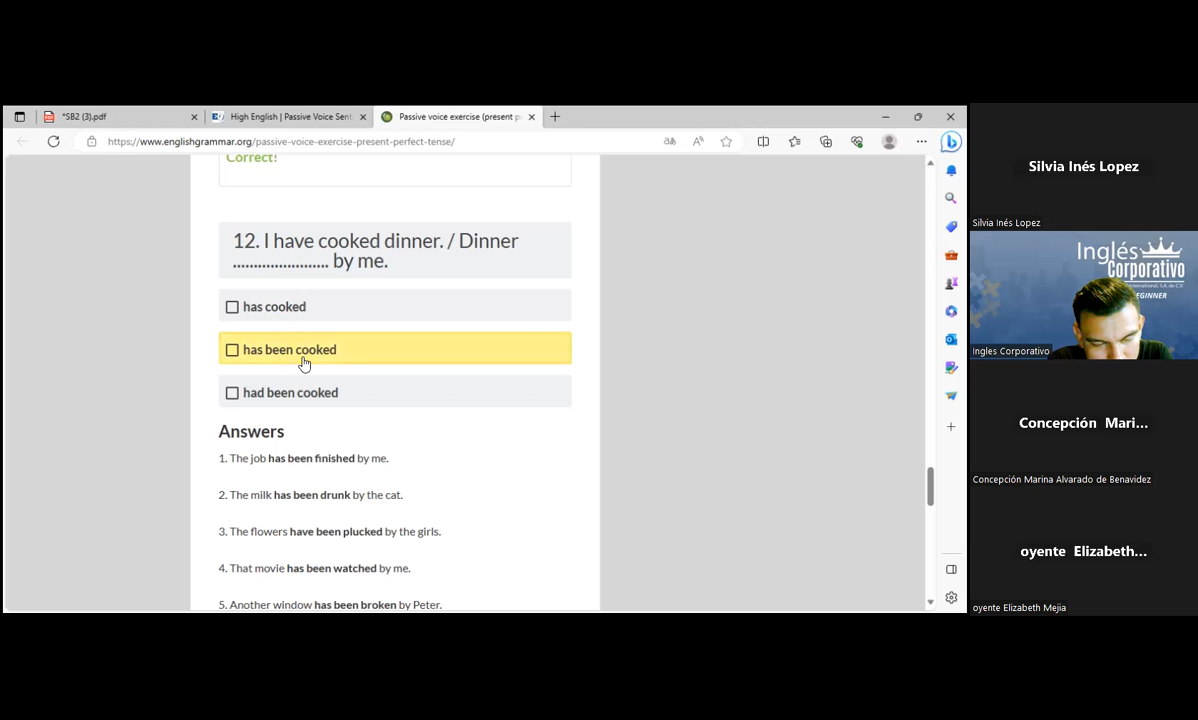 *SB2 (3).pdf
High English | Passive Voice Sent
Passive voice exercise (present p
https://www.englishgrammar.org/passive-voice-exercise-present-perfect-tense/
Correct!
12. I have cooked dinner. / Dinner
....................... by me.
has cooked
has been cooked
had been cooked
Answers
1. The job has been finished by me.
2. The milk has been drunk by the cat.
3. The flowers have been plucked by the girls.
4. That movie has been watched by me.
5. Another window has been broken by Peter.
Silvia Inés Lopez
Silvia Inés Lopez
Inglés
Corporativo
International, S.A. de C.V.
EGINNER
Ingles Corporativo
Concepción Mari...
Concepción Marina Alvarado de Benavidez
oyente Elizabeth...
oyente Elizabeth Mejia